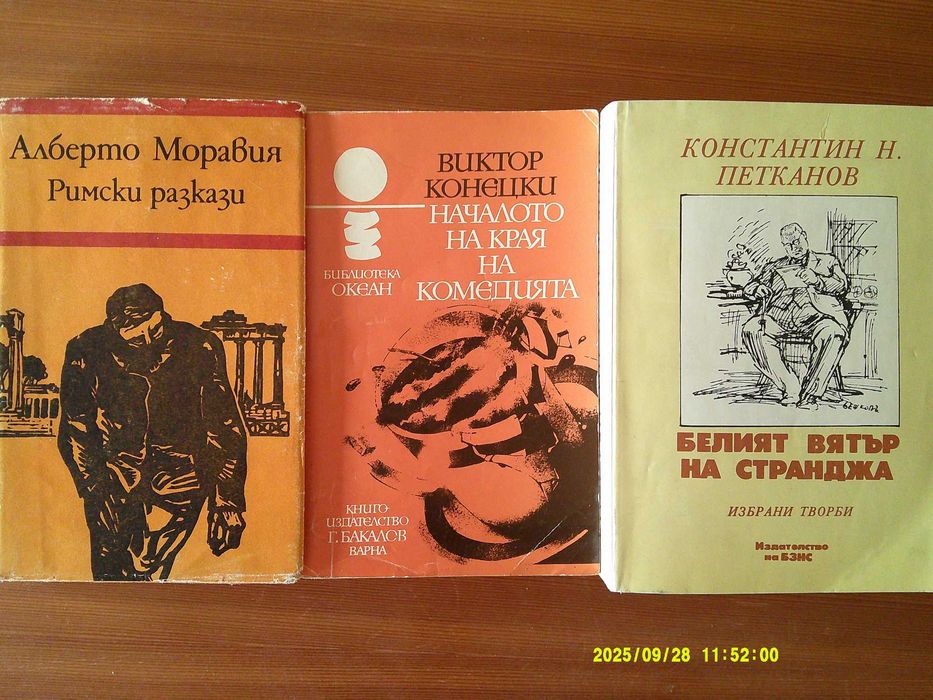 Алберто Моравия
Римски разкази
ВИКТОР
КОНЕЦКИ
НАЧАЛОТО
НА КРАЯ
НА
КОМЕДИЯТА
БИБЛИОТЕКА
ОКЕАН
КНИГО-
ИЗДАТЕЛСТВО
Г. БАКАЛОВ
ВАРНА
КОНСТАНТИН Н.
ПЕТКАНОВ
БЕШКОВЪ
БЕЛИЯТ ВЯТЪР
НА СТРАНДЖА
ИЗБРАНИ ТВОРБИ
Издателство
на БЗНС
2025/09/28 11:52:00